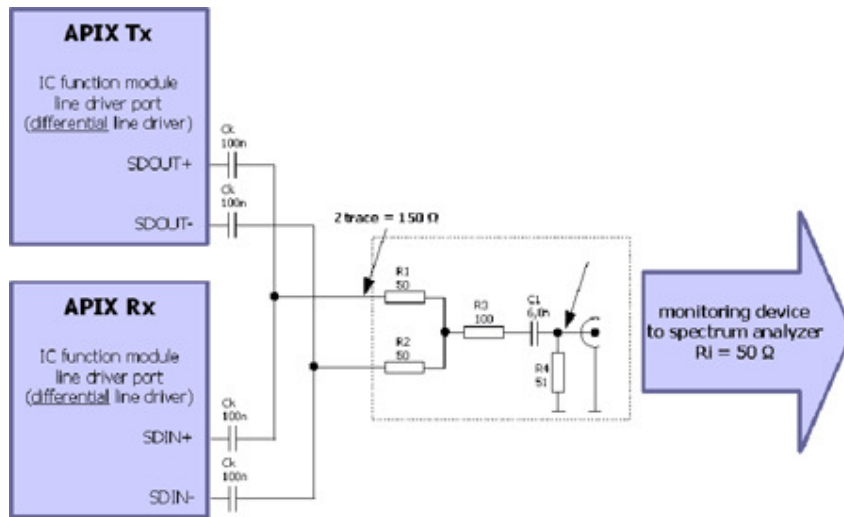 APIX Tx
IC function module
line driver port
(differential line driver)
SDOUT+
SDOUT-
Ck
100n
Ck
100n
2 trace = 150 Ω
R1
50
R2
50
R3
100
C1
6,8n
R4
51
APIX Rx
IC function module
line driver port
(differential line driver)
SDIN+
SDIN-
Ck
100n
Ck
100n
monitoring device
to spectrum analyzer
Ri = 50 Ω